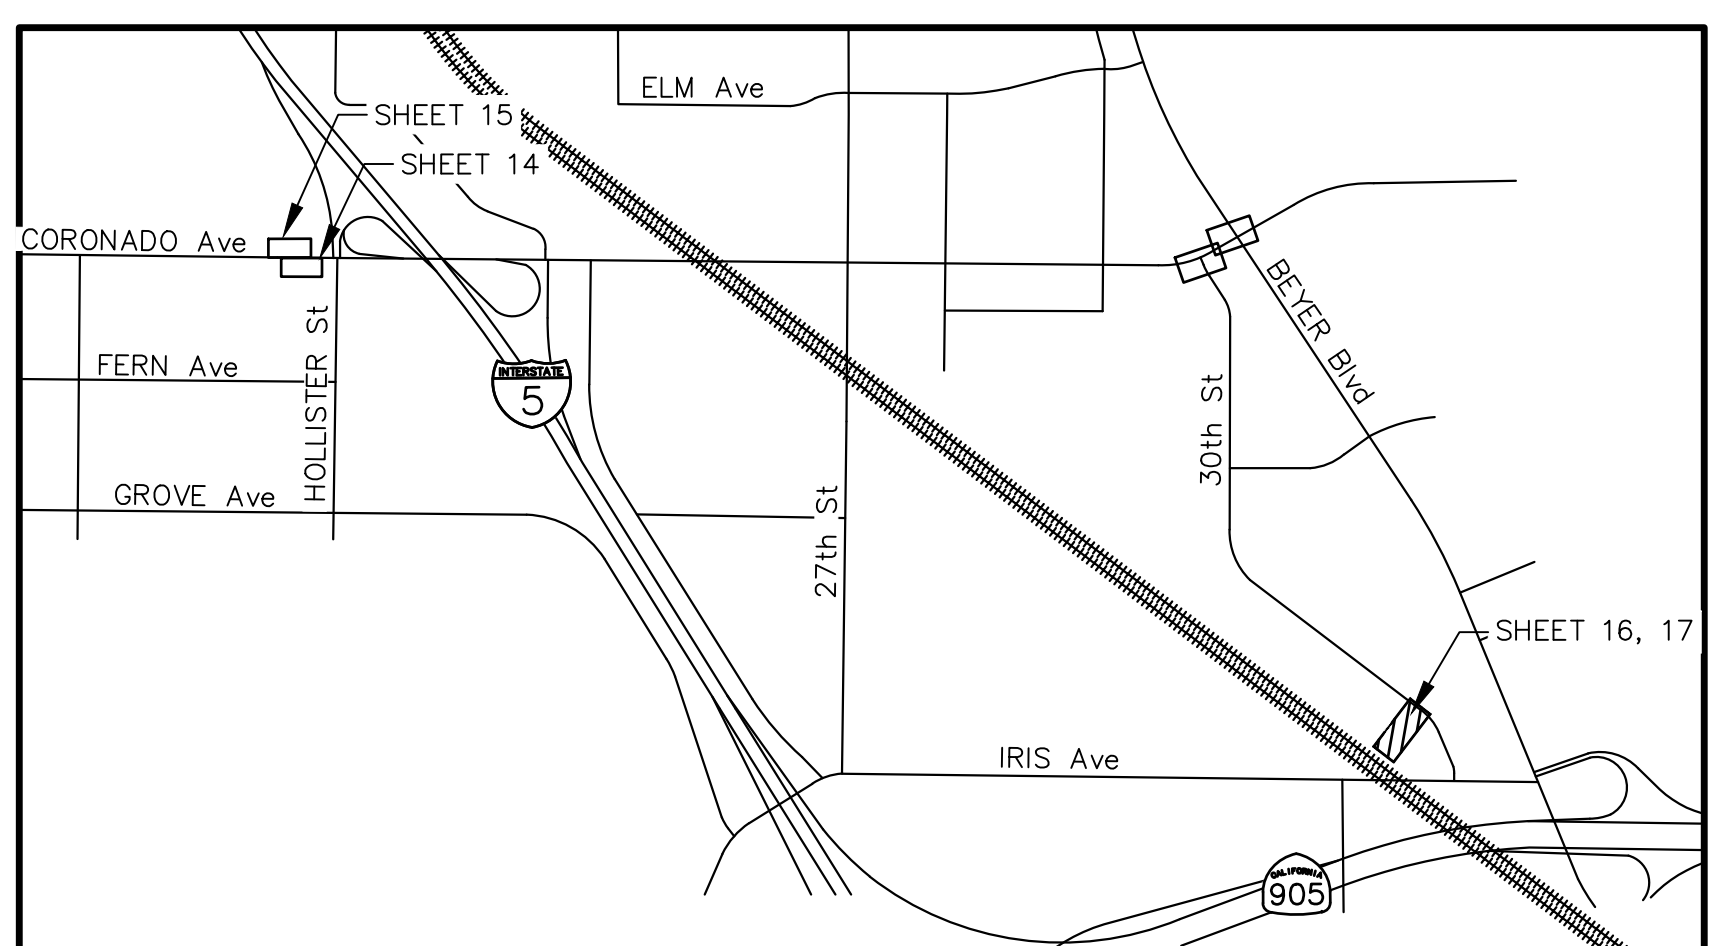 ELM Ave
SHEET 15
SHEET 14
CORONADO Ave
BEYER Blvd
HOLLISTER St
FERN Ave
INTERSTATE
5
30th St
GROVE Ave
27th St
SHEET 16, 17
IRIS Ave
CALIFORNIA
905